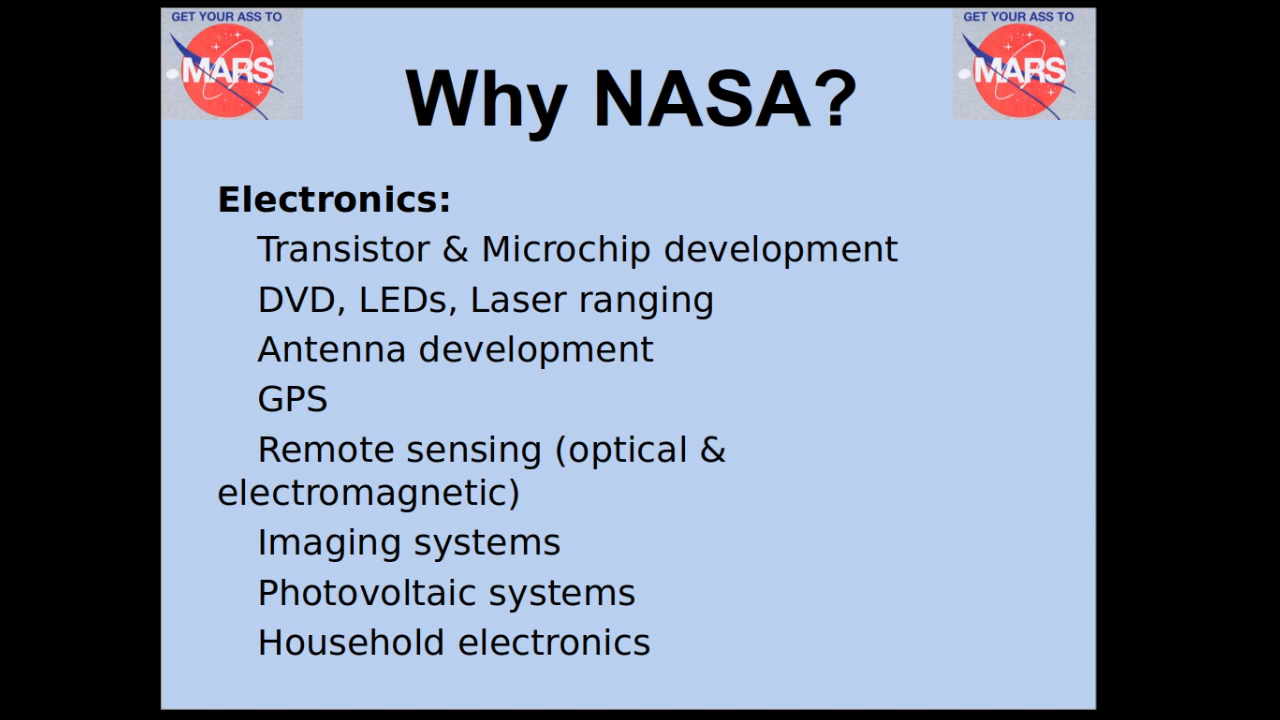 GET YOUR ASS TO
MARS
GET YOUR ASS TO
MARS
Why NASA?
Electronics:
Transistor & Microchip development
DVD, LEDs, Laser ranging
Antenna development
GPS
Remote sensing (optical &
electromagnetic)
Imaging systems
Photovoltaic systems
Household electronics